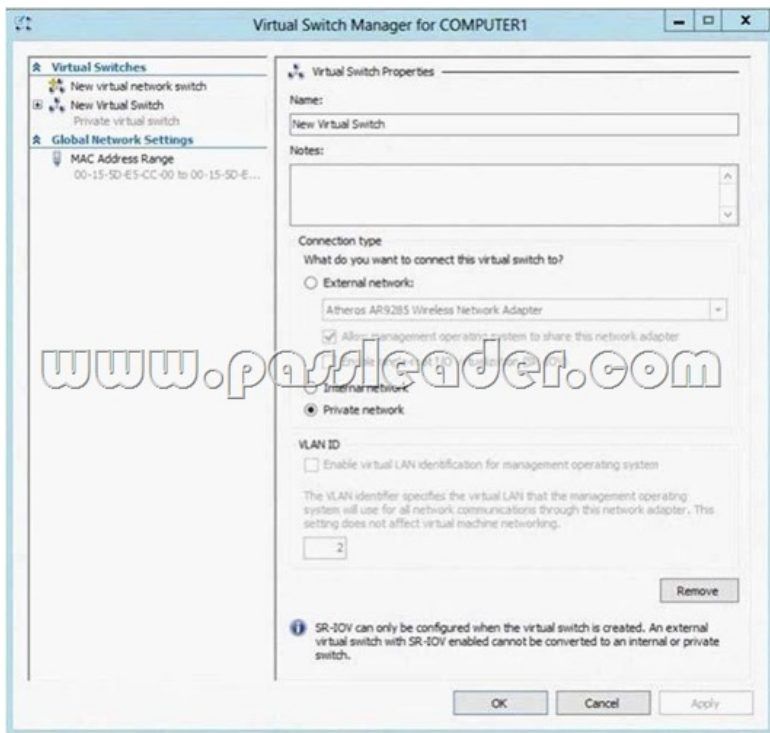 Virtual Switch Manager for COMPUTER1
Virtual Switches
New virtual network switch
New Virtual Switch
Private virtual switch
Global Network Settings
MAC Address Range
00-15-5D-E5-CC-00 to 00-15-5D-E...
Virtual Switch Properties
Name:
New Virtual Switch
Notes:
Connection type
What do you want to connect this virtual switch to?
External network:
Atheros AR9285 Wireless Network Adapter
Allow management operating system to share this network adapter
www.passleader.com
Internal network
Private network
VLAN ID
Enable virtual LAN identification for management operating system
The VLAN identifier specifies the virtual LAN that the management operating
system will use for all network communications through this network adapter. This
setting does not affect virtual machine networking.
2
Remove
SR-IOV can only be configured when the virtual switch is created. An external
virtual switch with SR-IOV enabled cannot be converted to an internal or private
switch.
OK
Cancel
Apply